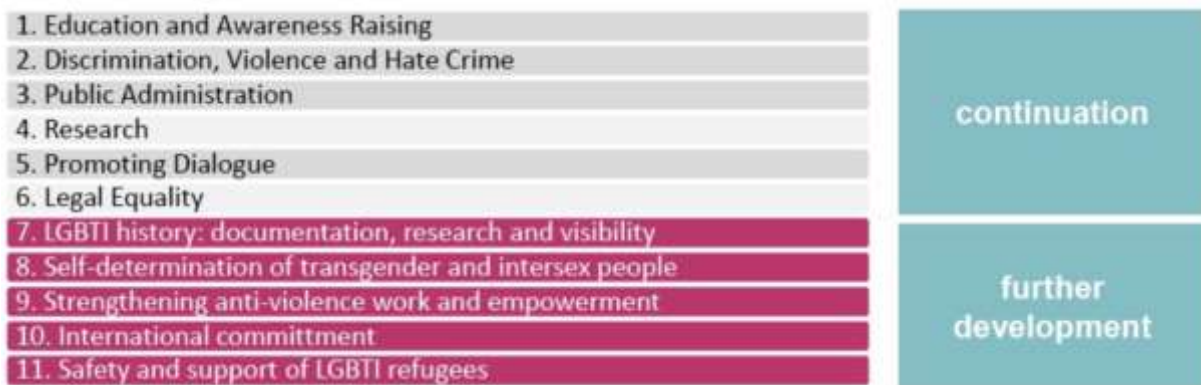 1. Education and Awareness Raising
2. Discrimination, Violence and Hate Crime
3. Public Administration
4. Research
5. Promoting Dialogue
6. Legal Equality
continuation
7. LGBTI history: documentation, research and visibility
8. Self-determination of transgender and intersex people
9. Strengthening anti-violence work and empowerment
10. International committment
11. Safety and support of LGBTI refugees
further
development